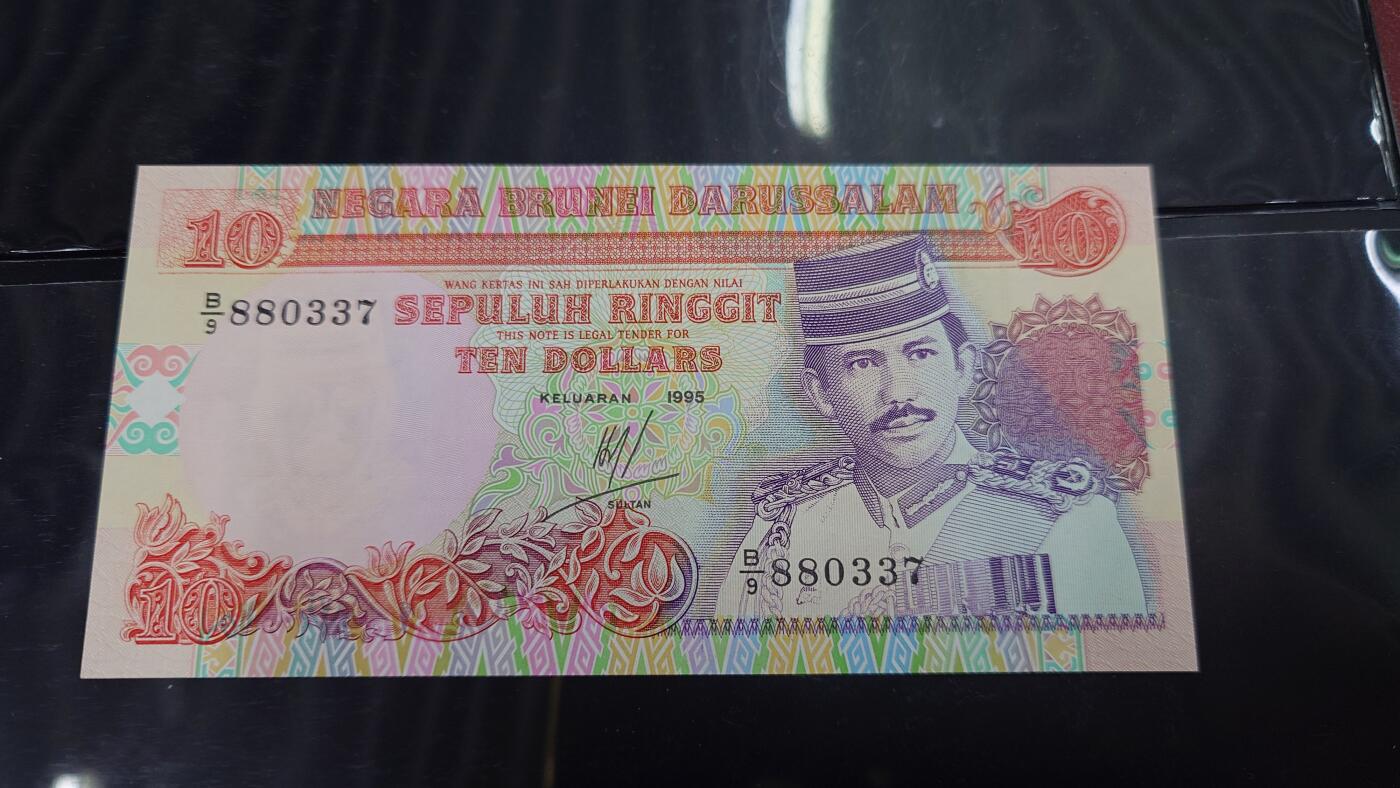 NEGARA BRUNEI DARUSSALAM
10
10
WANG KERTAS INI SAH DIPERLAKUKAN DENGAN NILAI
B/9 880337
SEPULUH RINGGIT
THIS NOTE IS LEGAL TENDER FOR
TEN DOLLARS
KELUARAN 1995
SULTAN
B/9 880337
10